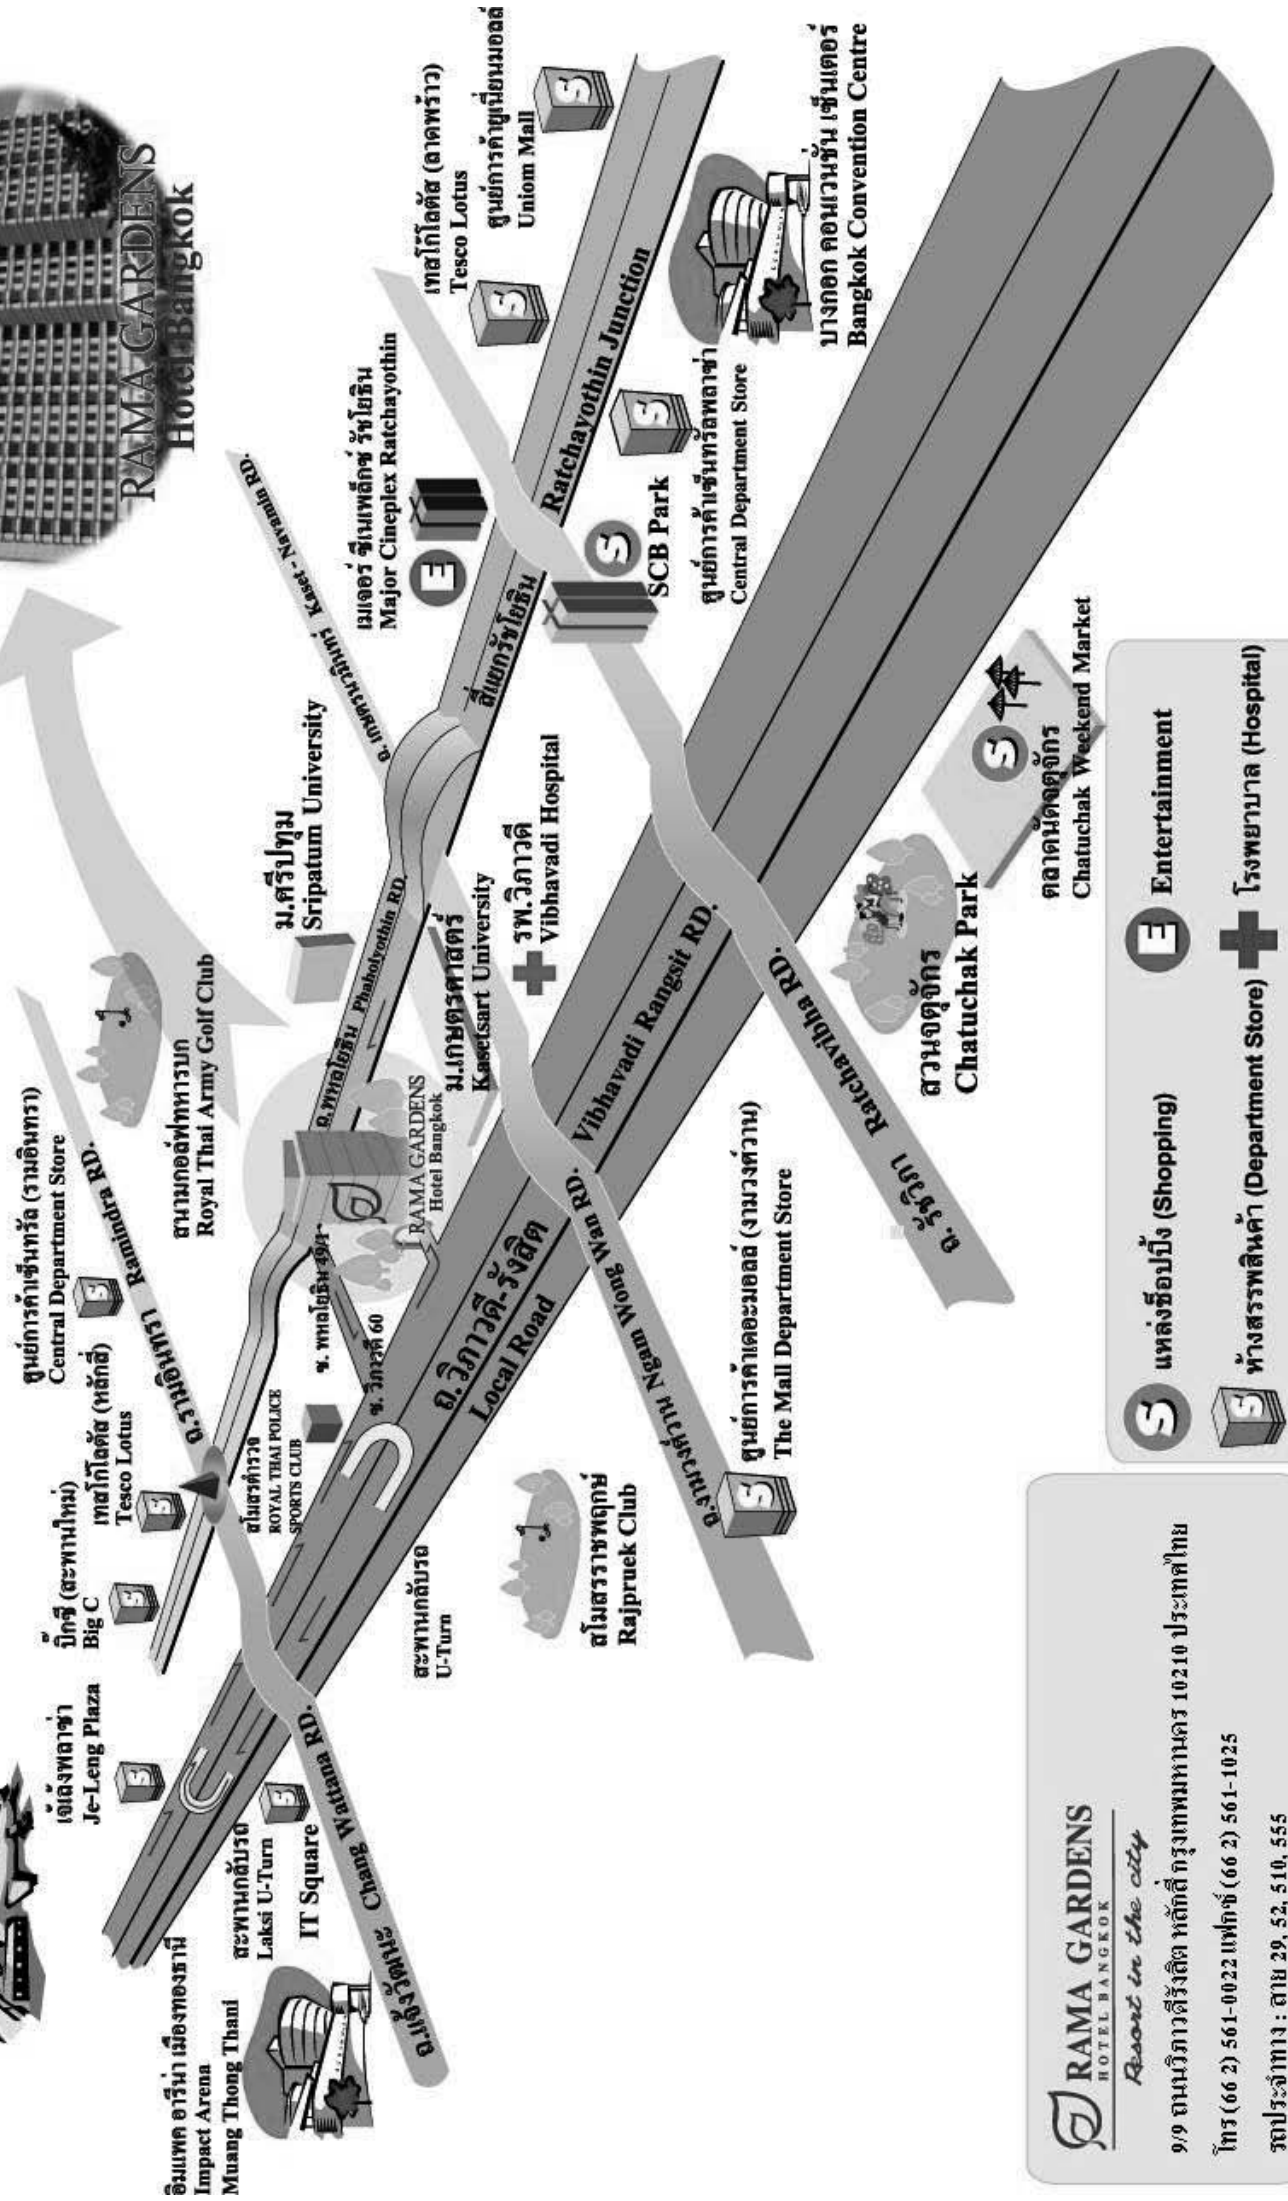 RAMA GARDENS
Hotel Bangkok
อิมแพค อารีน่า เมืองทองธานี
Impact Arena
Muang Thong Thani
เจ้เล้งพลาซ่า
Je-Leng Plaza
บิ๊กซี (สะพานใหม่)
Big C
เทสโก้โลตัส (หลักสี่)
Tesco Lotus
ศูนย์การค้าเซ็นทรัล (รามอินทรา)
Central Department Store
ถ.รามอินทรา Ramindra RD.
สนามกอล์ฟทหารบก
Royal Thai Army Golf Club
ม.ศรีปทุม
Sripatum University
ถ. เกษตรนวมินทร์ Kaset - Navamin RD.
เมเจอร์ ซีเนเพล็กซ์ รัชโยธิน
Major Cineplex Ratchayothin
E
เทสโก้โลตัส (ลาดพร้าว)
Tesco Lotus
ศูนย์การค้ายูเนี่ยนมอลล์
Uniom Mall
สะพานกลับรถ
Laksi U-Turn
IT Square
ถ.แจ้งวัฒนะ Chang Wattana RD.
สโมสรตำรวจ
ROYAL THAI POLICE
SPORTS CLUB
ซ. พหลโยธิน 49/1
ซ. วิภาวดี 60
ถ. พหลโยธิน Phaholyothin RD.
RAMA GARDENS
Hotel Bangkok
ม.เกษตรศาสตร์
Kasetsart University
รพ.วิภาวดี
Vibhavadi Hospital
สี่แยกรัชโยธิน
Ratchayothin Junction
S
SCB Park
ศูนย์การค้าเซ็นทรัลพลาซ่า
Central Department Store
บางกอก คอนเวนชั่น เซ็นเตอร์
Bangkok Convention Centre
สะพานกลับรถ
U-Turn
ถ.วิภาวดี-รังสิต
Vibhavadi Rangsit RD.
Local Road
สโมสรราชพฤกษ์
Rajpruek Club
ถ.งามวงศ์วาน Ngam Wong Wan RD.
ศูนย์การค้าเดอะมอลล์ (งามวงศ์วาน)
The Mall Department Store
ถ. รัชวิภา Ratchavibha RD.
สวนจตุจักร
Chatuchak Park
S
ตลาดนัดจตุจักร
Chatuchak Weekend Market
RAMA GARDENS
HOTEL BANGKOK
Resort in the city
9/9 ถนนวิภาวดีรังสิต หลักสี่ กรุงเทพมหานคร 10210 ประเทศไทย
โทร (66 2) 561-0022 แฟกซ์ (66 2) 561-1025
รถประจำทาง : สาย 29, 52, 510, 555
S แหล่งช็อปปิ้ง (Shopping)
E Entertainment
S ห้างสรรพสินค้า (Department Store)
โรงพยาบาล (Hospital)